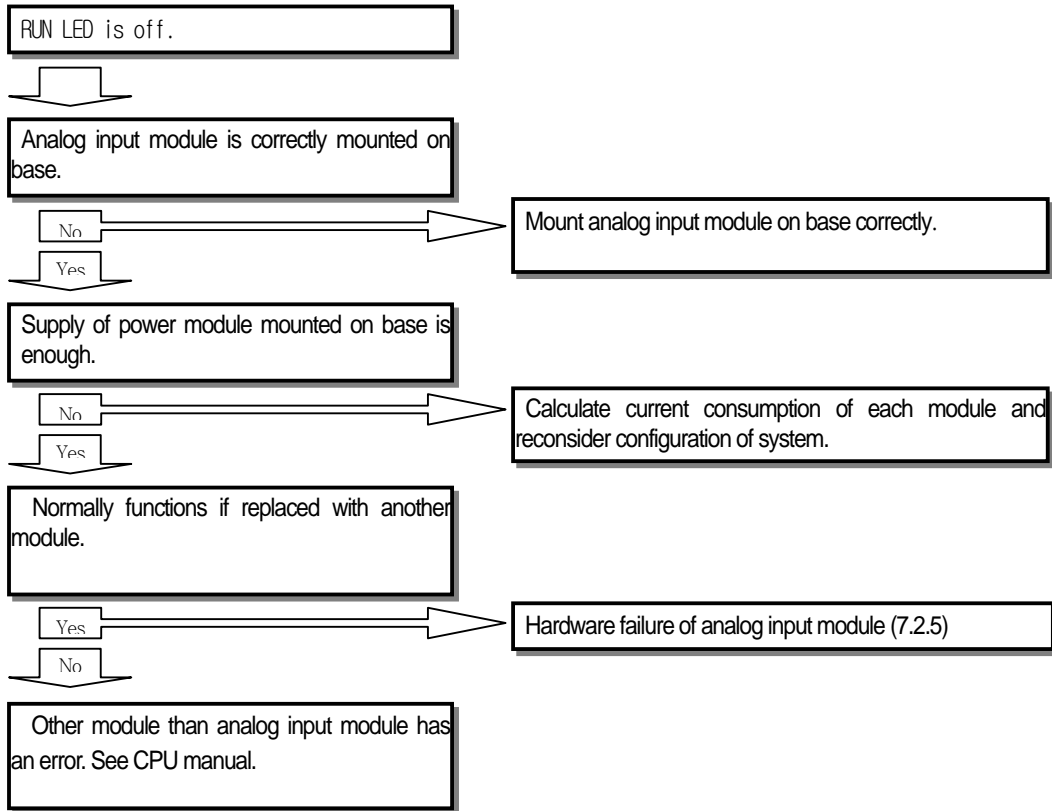 RUN LED is off.
Analog input module is correctly mounted on
base.
No
Mount analog input module on base correctly.
Yes
Supply of power module mounted on base is
enough.
No
Calculate current consumption of each module and
reconsider configuration of system.
Yes
Normally functions if replaced with another
module.
Yes
Hardware failure of analog input module (7.2.5)
No
Other module than analog input module has
an error. See CPU manual.